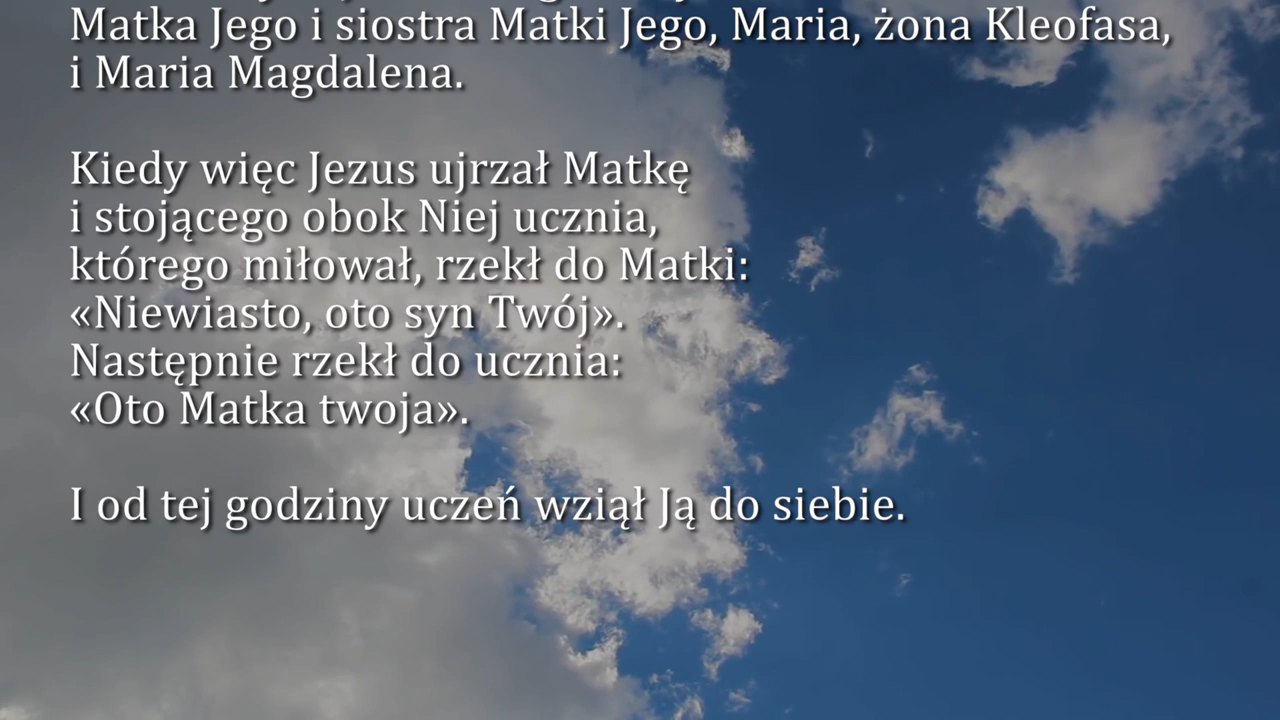 Matka Jego i siostra Matki Jego, Maria, żona Kleofasa,
i Maria Magdalena.
Kiedy więc Jezus ujrzał Matkę
i stojącego obok Niej ucznia,
którego miłował, rzekł do Matki:
«Niewiasto, oto syn Twój».
Następnie rzekł do ucznia:
«Oto Matka twoja».
I od tej godziny uczeń wziął Ją do siebie.